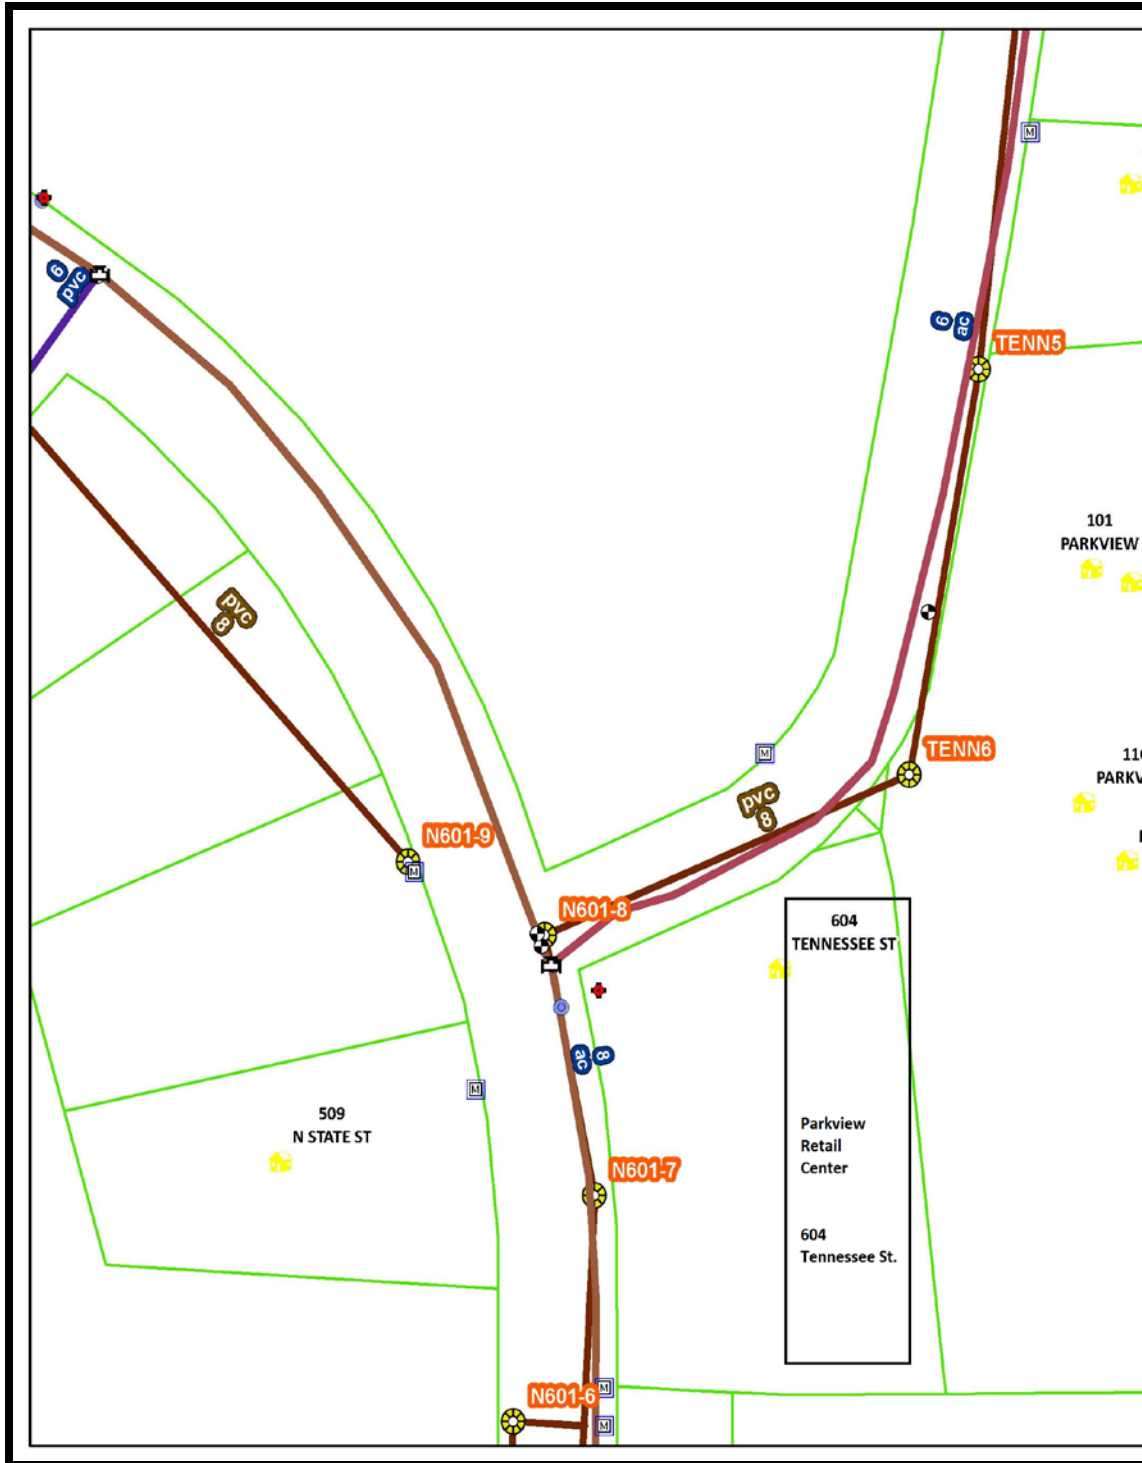 M
6
pvc
6
ac
TENN5
101
PARKVIEW
pvc
8
M
TENN6
pvc
8
N601-9
M
N601-8
604
TENNESSEE ST
8
ac
M
509
N STATE ST
Parkview
Retail
Center
N601-7
604
Tennessee St.
M
N601-6
M